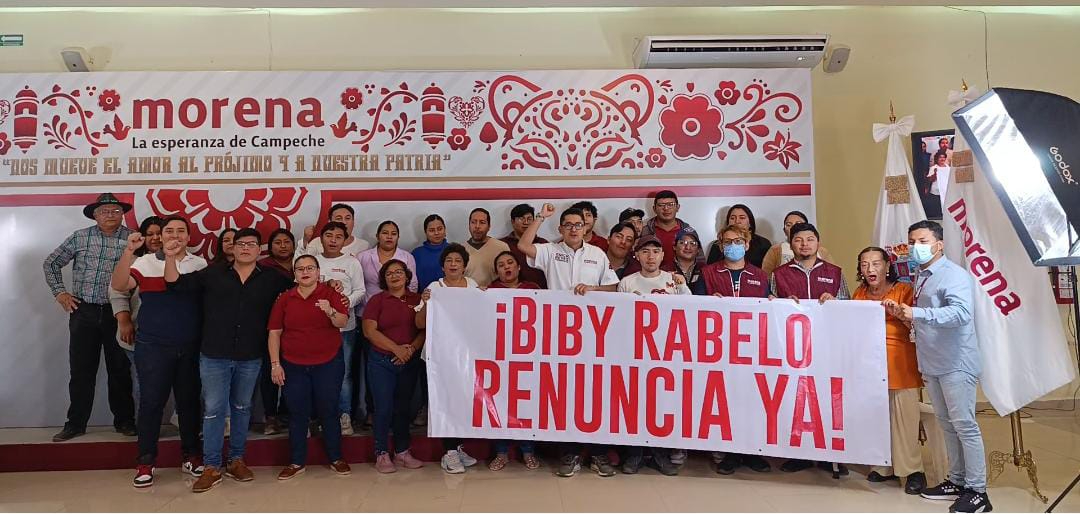 morena
La esperanza de Campeche
"NOS MUEVE EL AMOR AL PRÓJIMO Y A NUESTRA PATRIA"
GODOX
morena
¡BIBY RABELO
RENUNCIA YA!